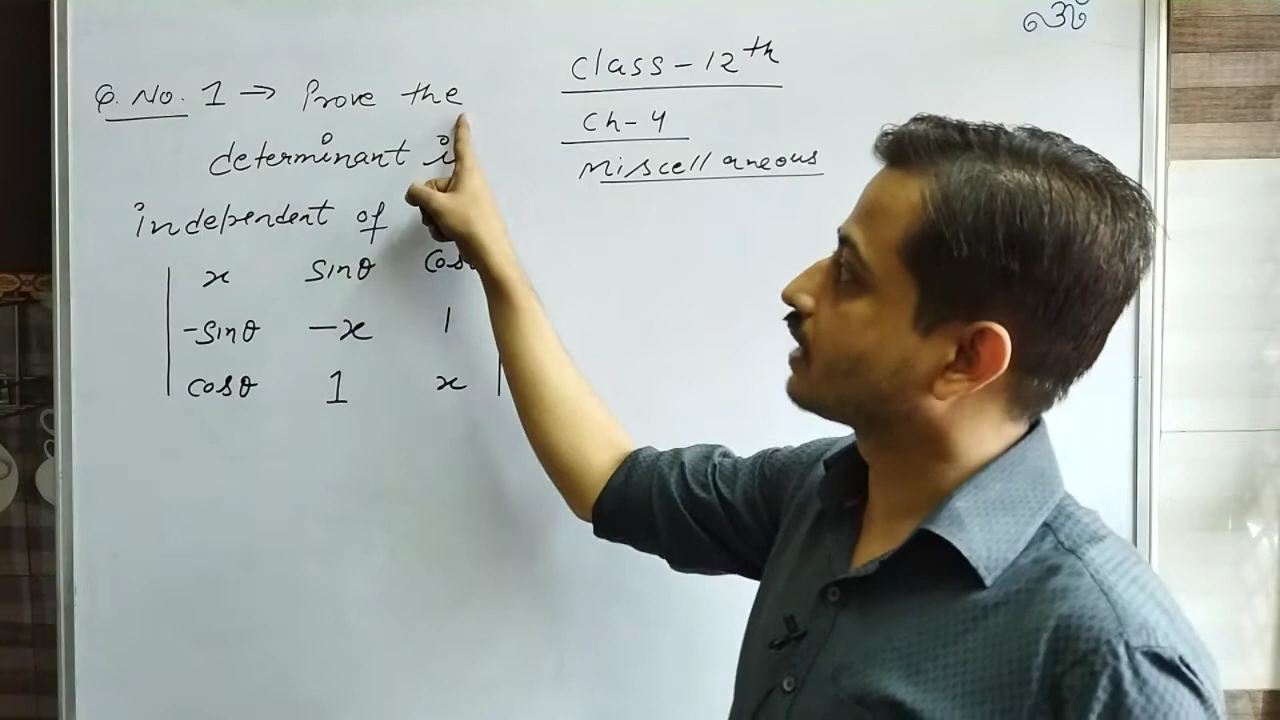 ॐ
Q. No. 1 → Prove the
determinant
independent of
| x sinθ
-sinθ -x 1
cosθ 1 x |
Class-12th
Ch-4
Miscellaneous